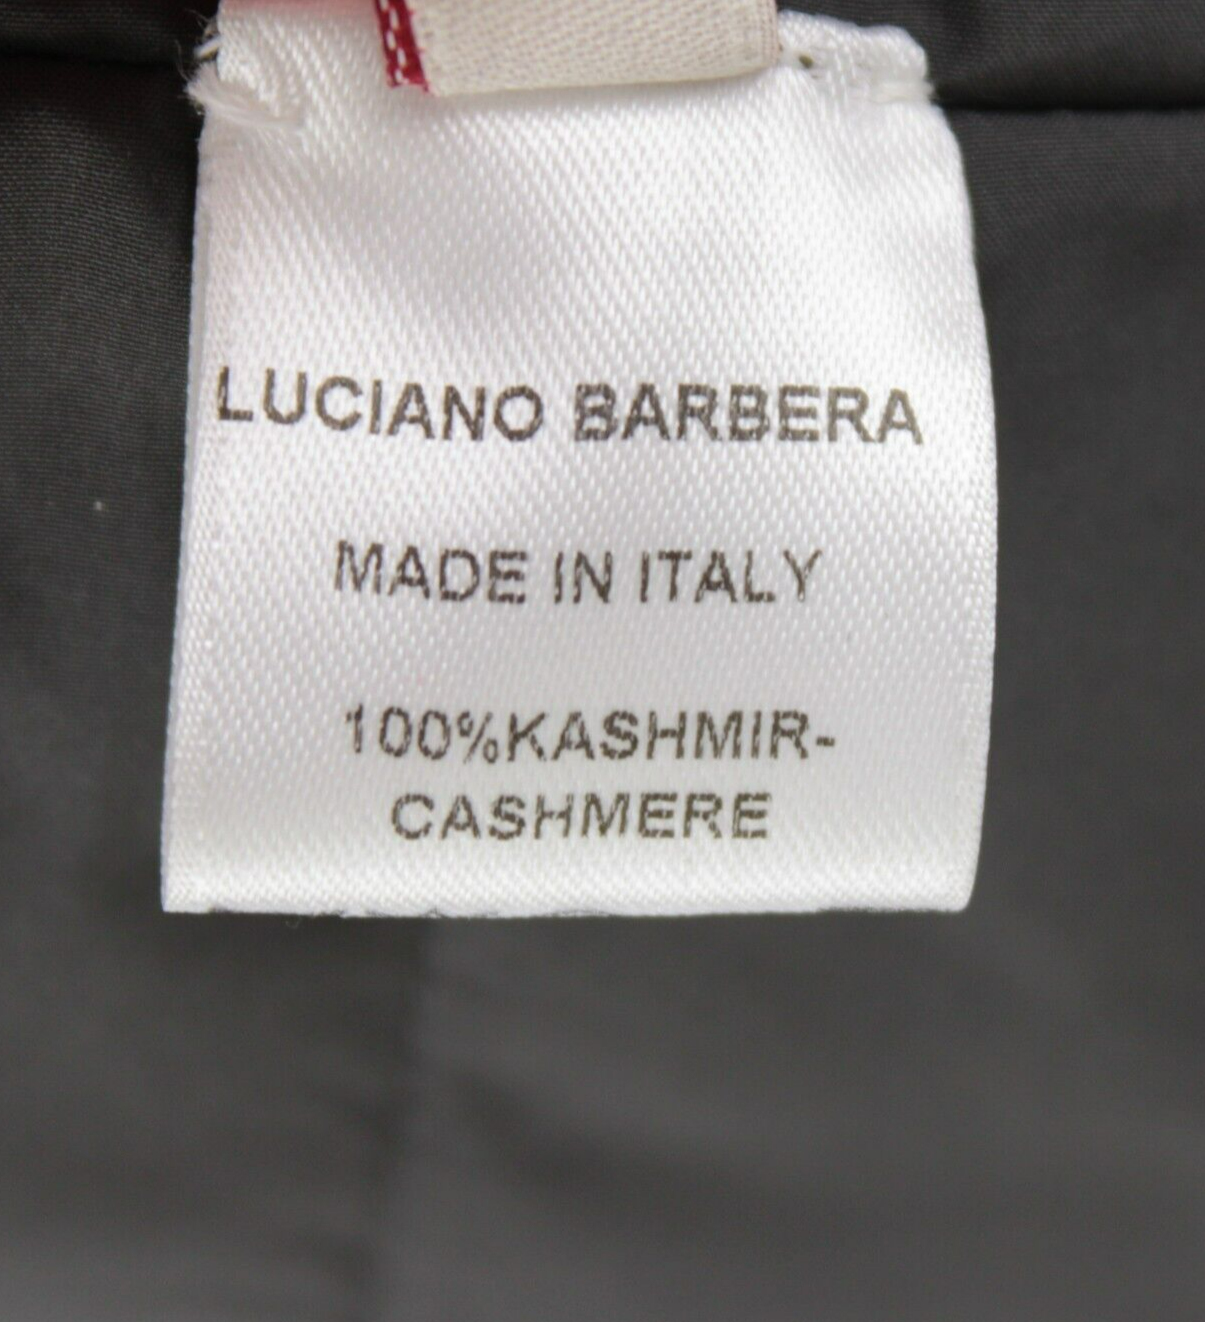 LUCIANO BARBERA
MADE IN ITALY
100%KASHMIR-
CASHMERE